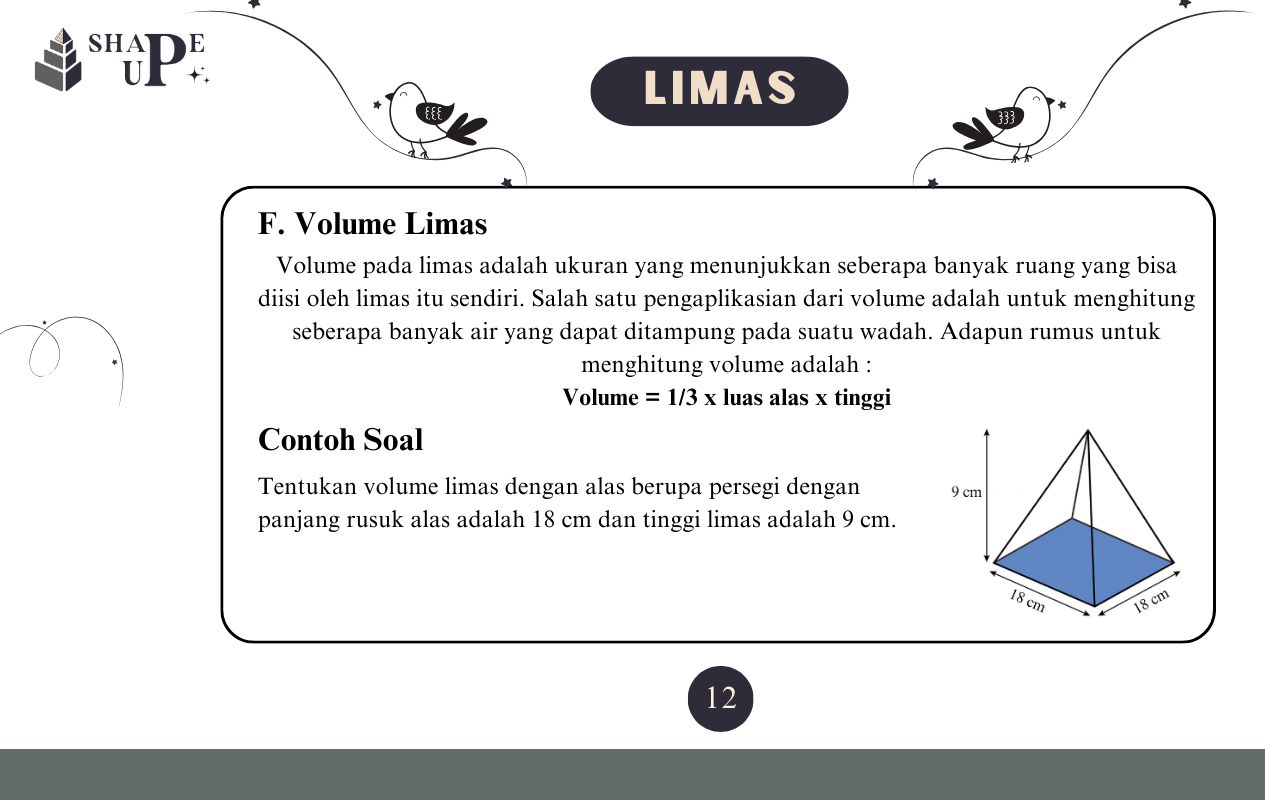 SHAPE
UP
LIMAS
F. Volume Limas
Volume pada limas adalah ukuran yang menunjukkan seberapa banyak ruang yang bisa
diisi oleh limas itu sendiri. Salah satu pengaplikasian dari volume adalah untuk menghitung
seberapa banyak air yang dapat ditampung pada suatu wadah. Adapun rumus untuk
menghitung volume adalah :
Volume = 1/3 x luas alas x tinggi
Contoh Soal
Tentukan volume limas dengan alas berupa persegi dengan
panjang rusuk alas adalah 18 cm dan tinggi limas adalah 9 cm.
9 cm
18 cm
18 cm
12